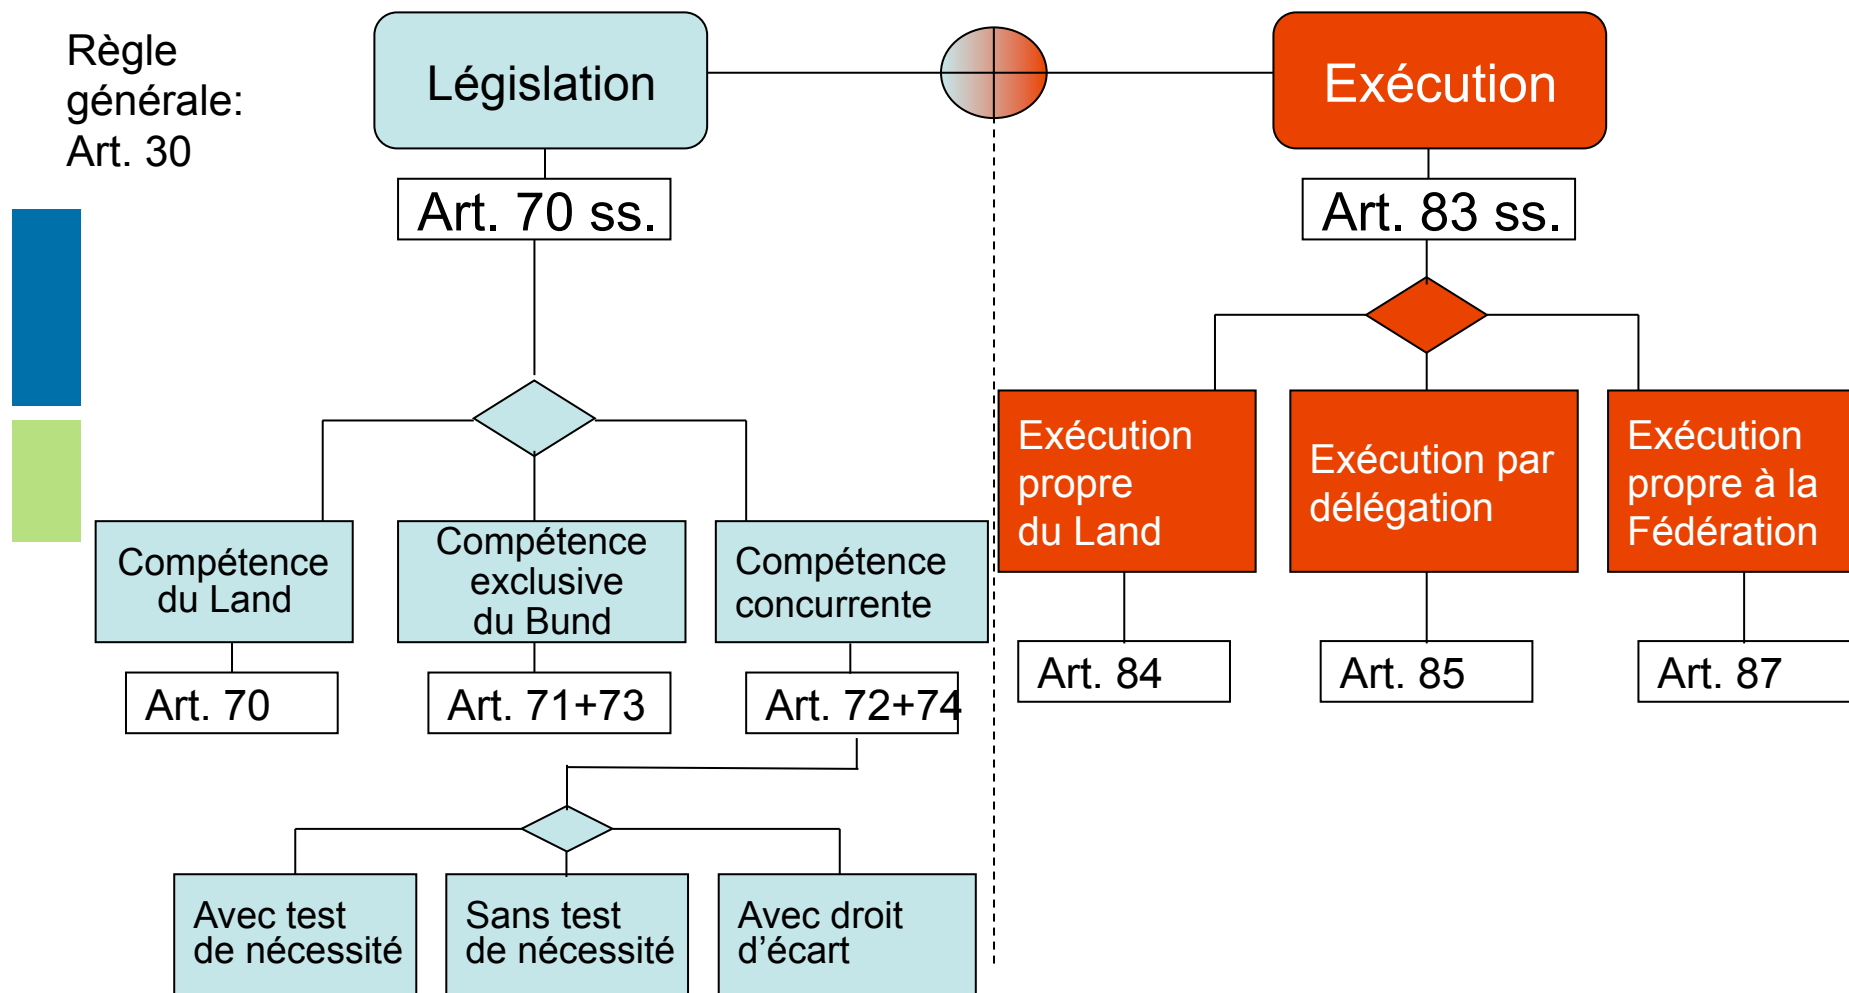 Règle
générale:
Art. 30
Législation
Exécution
Art. 70 ss.
Art. 83 ss.
Compétence
du Land
Compétence
exclusive
du Bund
Compétence
concurrente
Exécution
propre
du Land
Exécution par
délégation
Exécution
propre à la
Fédération
Art. 70
Art. 71+73
Art. 72+74
Art. 84
Art. 85
Art. 87
Avec test
de nécessité
Sans test
de nécessité
Avec droit
d’écart